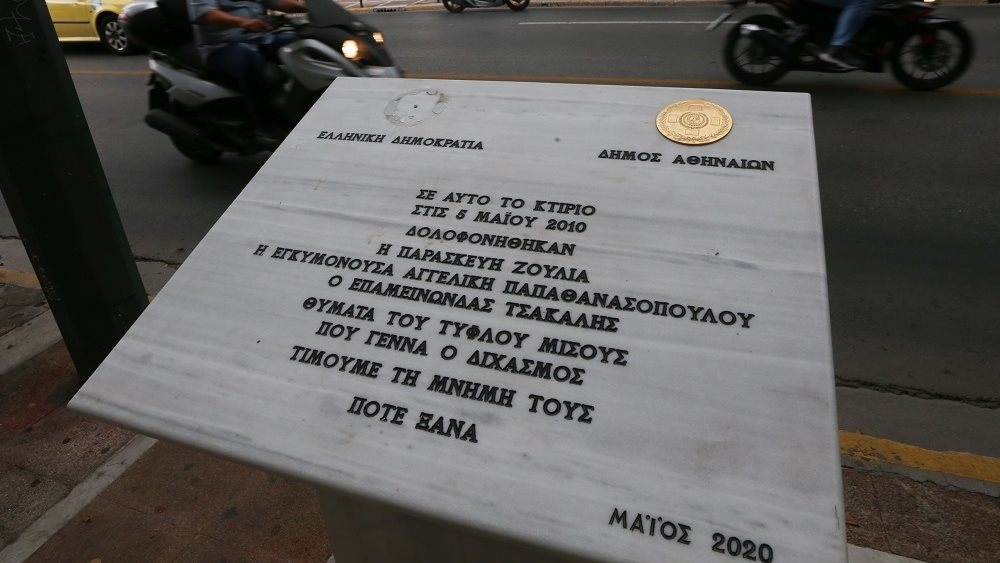 ΕΛΛΗΝΙΚΗ ΔΗΜΟΚΡΑΤΙΑ
ΔΗΜΟΣ ΑΘΗΝΑΙΩΝ
ΣΕ ΑΥΤΟ ΤΟ ΚΤΙΡΙΟ
ΣΤΙΣ 5 ΜΑΪΟΥ 2010
ΔΟΛΟΦΟΝΗΘΗΚΑΝ
Η ΠΑΡΑΣΚΕΥΗ ΖΟΥΛΙΑ
Η ΕΓΚΥΜΟΝΟΥΣΑ ΑΓΓΕΛΙΚΗ ΠΑΠΑΘΑΝΑΣΟΠΟΥΛΟΥ
Ο ΕΠΑΜΕΙΝΩΝΔΑΣ ΤΣΑΚΑΛΗΣ
ΘΥΜΑΤΑ ΤΟΥ ΤΥΦΛΟΥ ΜΙΣΟΥΣ
ΠΟΥ ΓΕΝΝΑ Ο ΔΙΧΑΣΜΟΣ
ΤΙΜΟΥΜΕ ΤΗ ΜΝΗΜΗ ΤΟΥΣ
ΠΟΤΕ ΞΑΝΑ
ΜΑΪΟΣ 2020